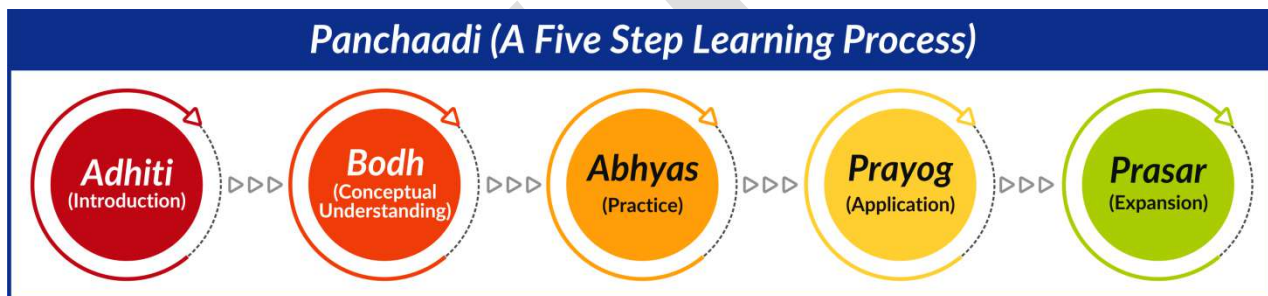 Panchaadi (A Five Step Learning Process)
Adhiti
(Introduction)
Bodh
(Conceptual
Understanding)
Abhyas
(Practice)
Prayog
(Application)
Prasar
(Expansion)